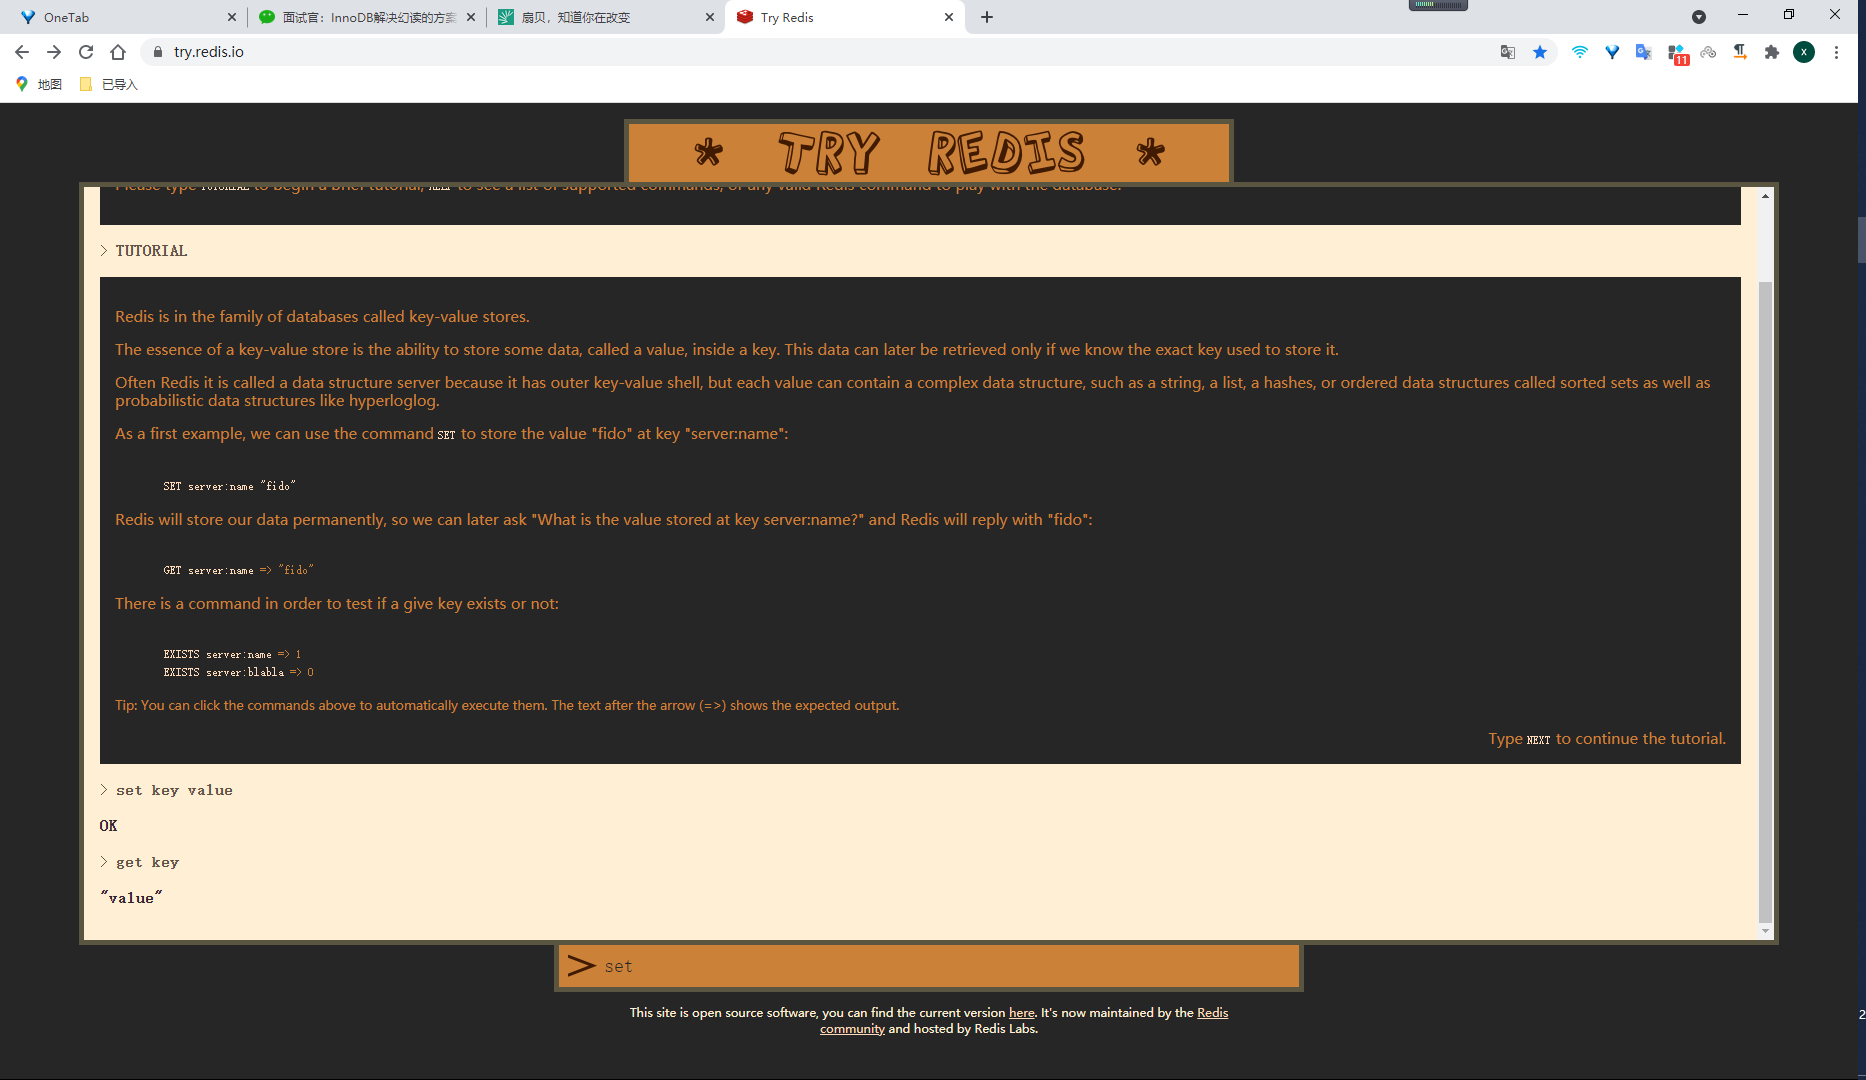 OneTab
面试官：InnoDB解决幻读的方案
扇贝，知道你在改变
Try Redis
try.redis.io
11
X
地图
已导入
* TRY REDIS *
Please type TUTORIAL to begin a brief tutorial, HELP to see a list of supported commands, or any valid Redis command to play with the database.
> TUTORIAL
Redis is in the family of databases called key-value stores.
The essence of a key-value store is the ability to store some data, called a value, inside a key. This data can later be retrieved only if we know the exact key used to store it.
Often Redis it is called a data structure server because it has outer key-value shell, but each value can contain a complex data structure, such as a string, a list, a hashes, or ordered data structures called sorted sets as well as
probabilistic data structures like hyperloglog.
As a first example, we can use the command SET to store the value "fido" at key "server:name":
SET server:name "fido"
Redis will store our data permanently, so we can later ask "What is the value stored at key server:name?" and Redis will reply with "fido":
GET server:name => "fido"
There is a command in order to test if a give key exists or not:
EXISTS server:name => 1
EXISTS server:blabla => 0
Tip: You can click the commands above to automatically execute them. The text after the arrow (=>) shows the expected output.
Type NEXT to continue the tutorial.
> set key value
OK
> get key
"value"
> set
This site is open source software, you can find the current version here. It's now maintained by the Redis
community and hosted by Redis Labs.
2